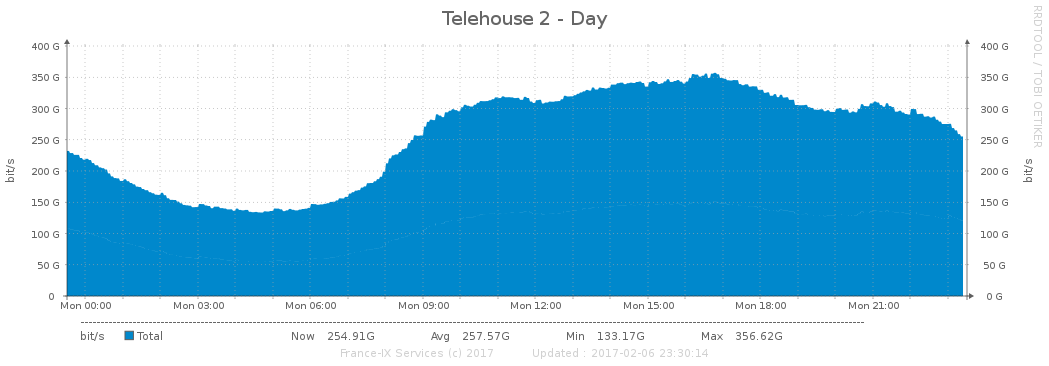 Telehouse 2 - Day
RRDTOOL / TOBI OETIKER
bit/s
bit/s
400 G 400 G
350 G 350 G
300 G 300 G
250 G 250 G
200 G 200 G
150 G 150 G
100 G 100 G
50 G 50 G
0 0 G
Mon 00:00 Mon 03:00 Mon 06:00 Mon 09:00 Mon 12:00 Mon 15:00 Mon 18:00 Mon 21:00
bit/s Total Now 254.91G Avg 257.57G Min 133.17G Max 356.62G
France-IX Services (c) 2017 Updated : 2017-02-06 23:30:14